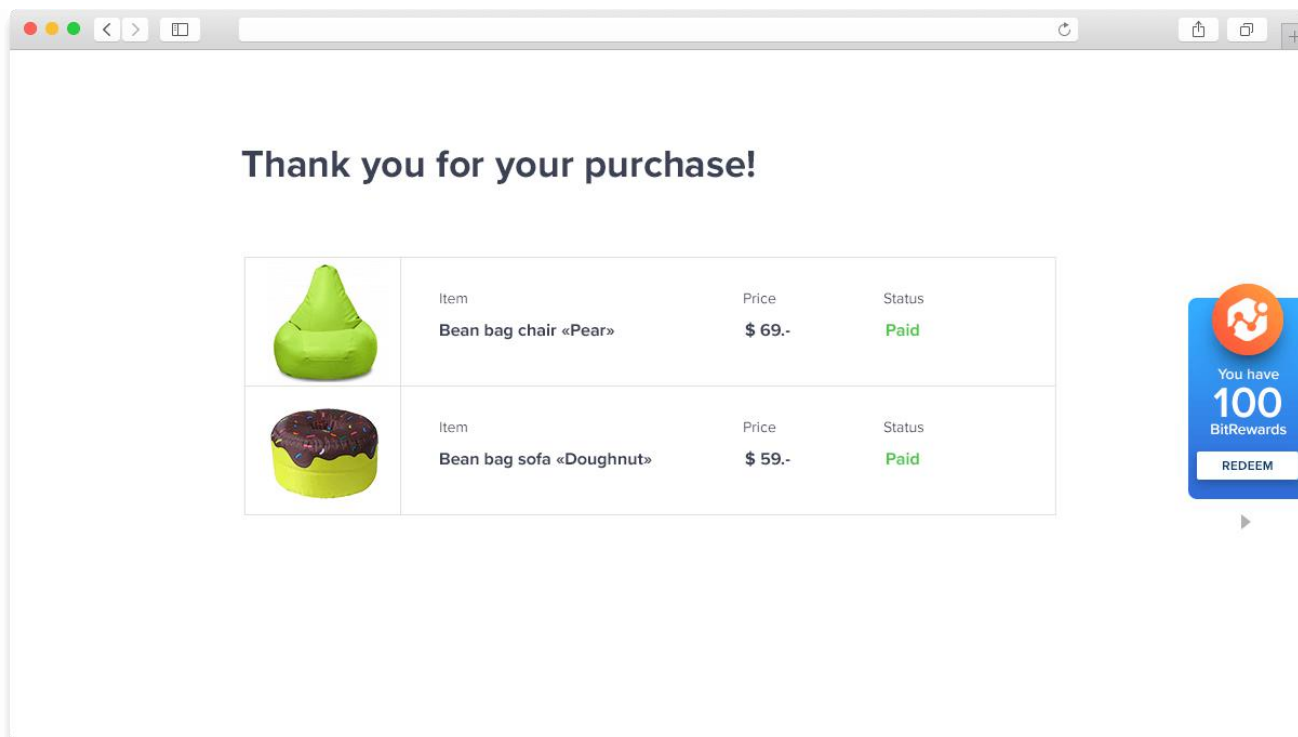 Thank you for your purchase!
Item Price Status
Bean bag chair «Pear» $ 69.- Paid
Item Price Status
Bean bag sofa «Doughnut» $ 59.- Paid
You have
100
BitRewards
REDEEM